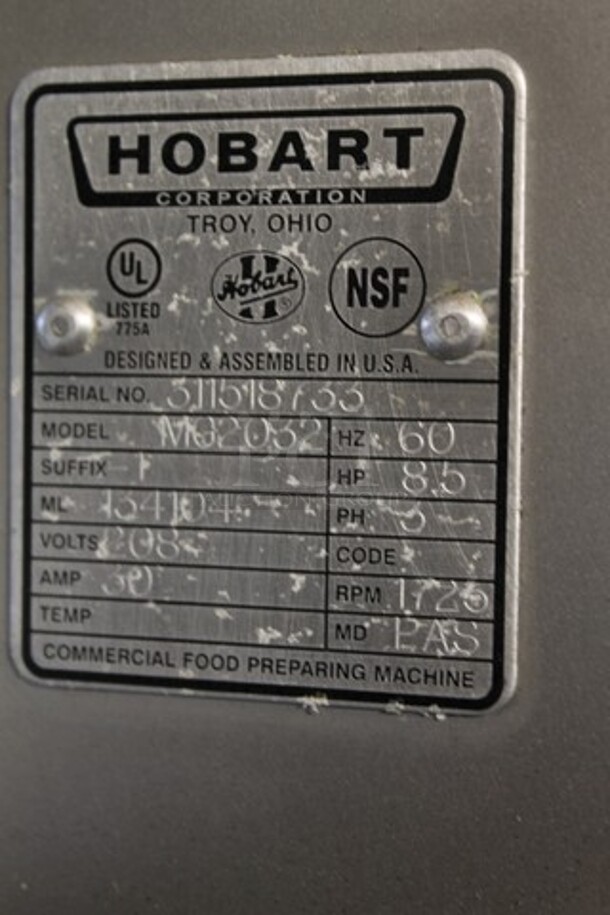 HOBART
CORPORATION
TROY, OHIO
UL
LISTED
775A
Hobart
®
NSF
DESIGNED & ASSEMBLED IN U.S.A.
SERIAL NO. 311518733
MODEL MG2032 HZ 60
SUFFIX HP 8.5
ML 134104 PH 3
VOLTS 208 CODE
AMP 30 RPM 1725
TEMP MD PAS
COMMERCIAL FOOD PREPARING MACHINE